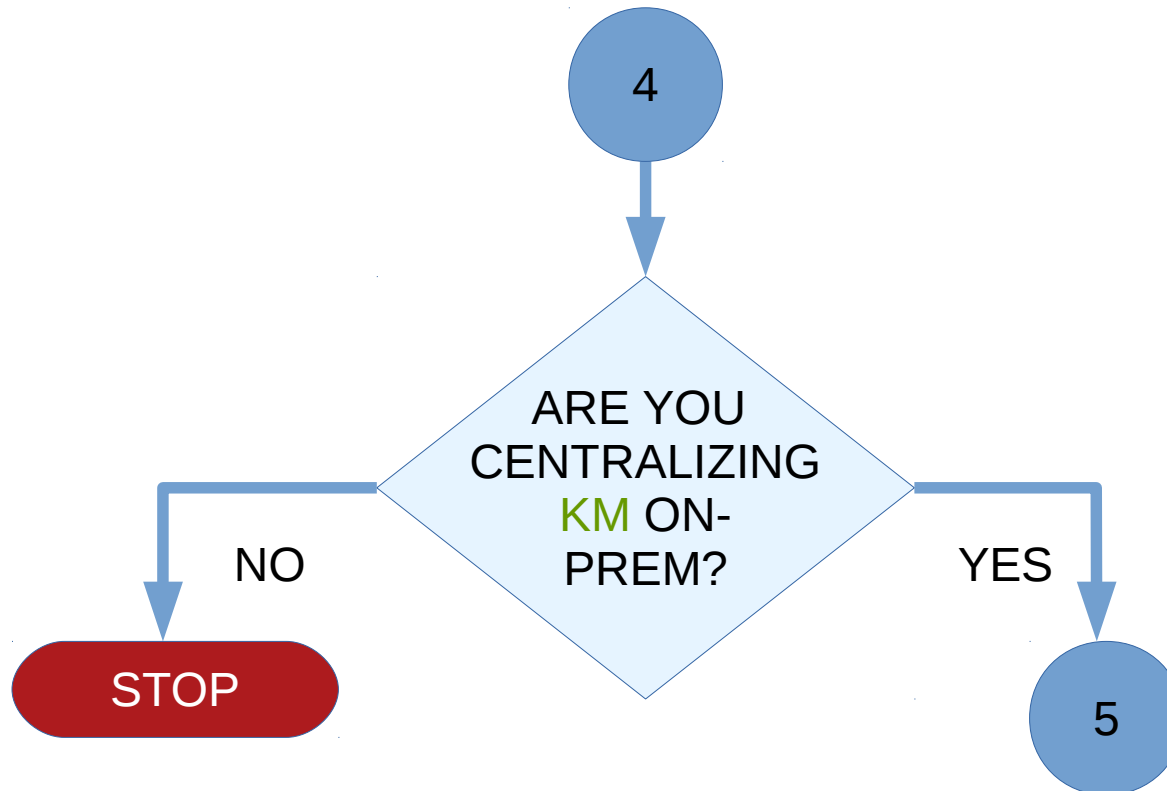 4
ARE YOU
CENTRALIZING
KM ON-
PREM?
NO
YES
STOP
5